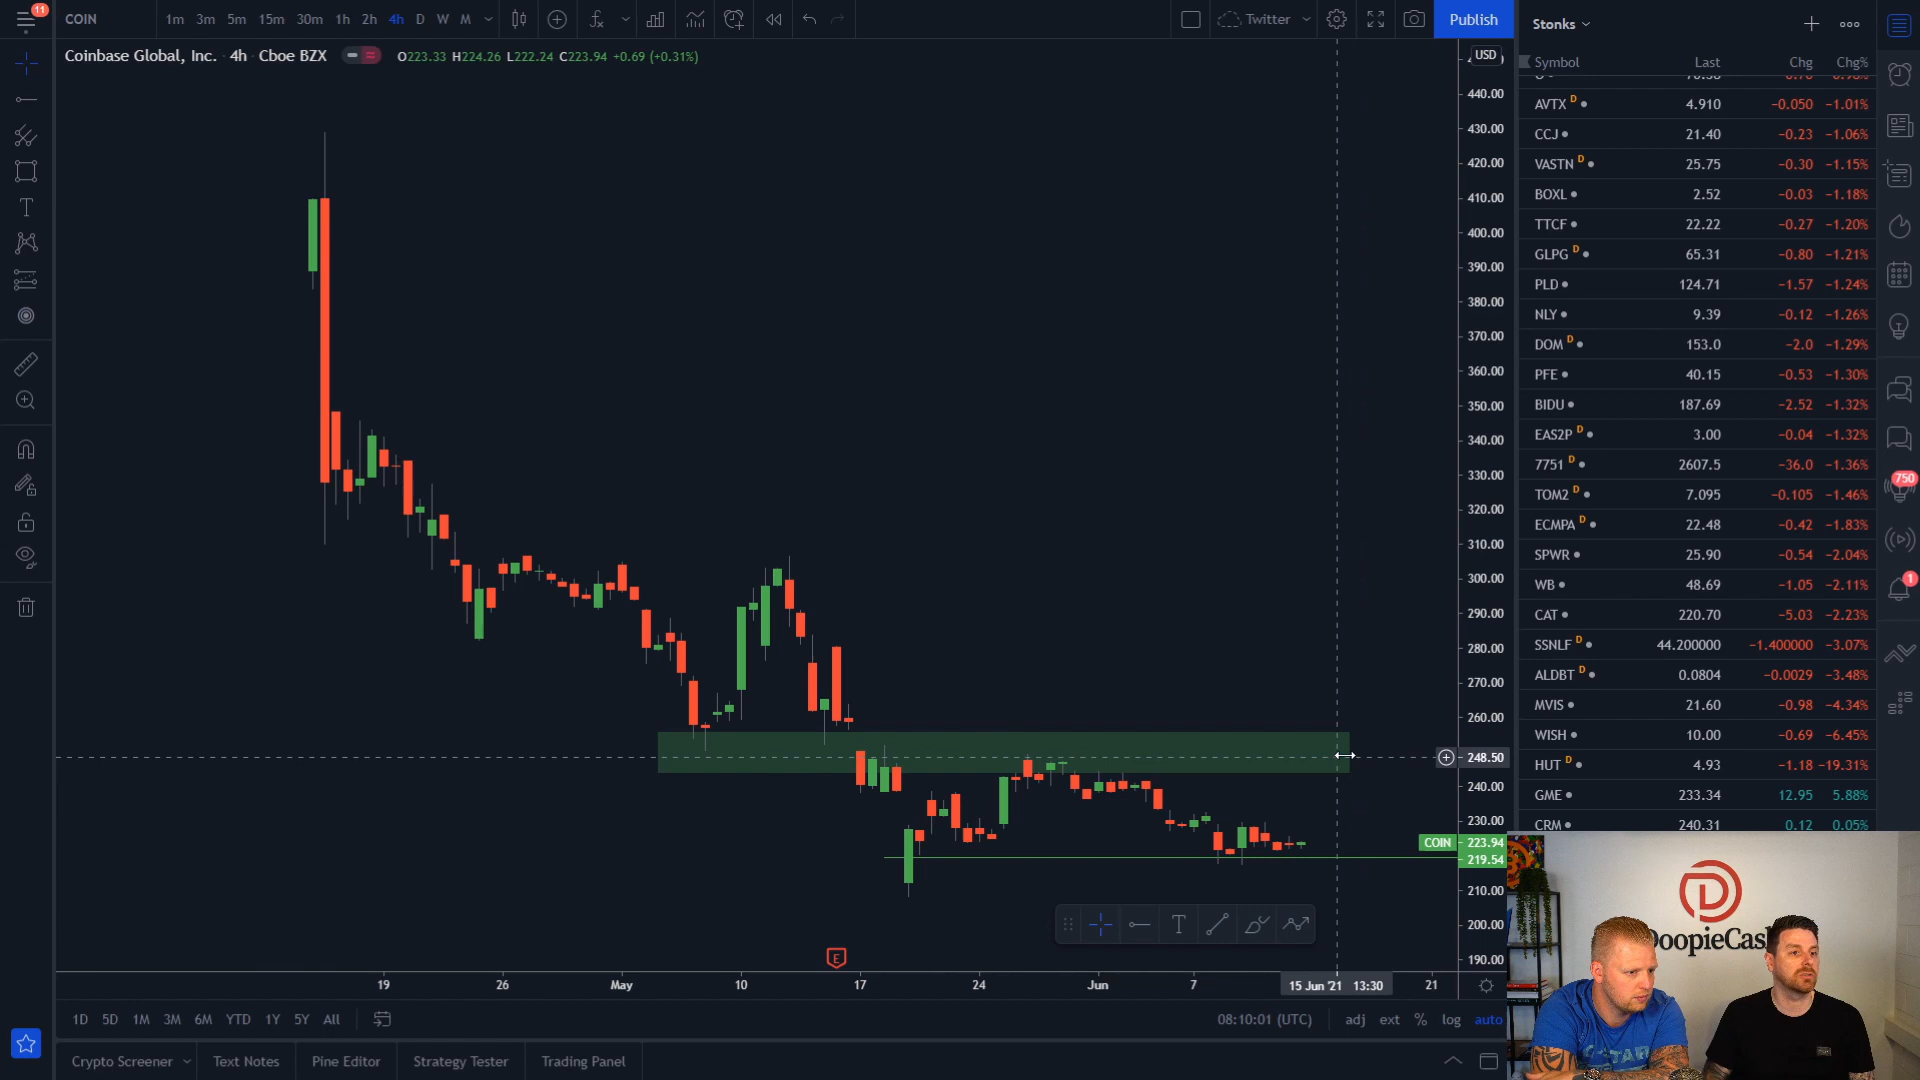 11
COIN
1m 3m 5m 15m 30m 1h 2h 4h D W M
Twitter
Publish
Stonks
Coinbase Global, Inc. 4h Cboe BZX
O223.33 H224.26 L222.24 C223.94 +0.69 (+0.31%)
USD
Symbol Last Chg Chg%
AVTX D 4.910 −0.050 −1.01%
CCJ 21.40 −0.23 −1.06%
VASTN D 25.75 −0.30 −1.15%
BOXL 2.52 −0.03 −1.18%
TTCF 22.22 −0.27 −1.20%
GLPG D 65.31 −0.80 −1.21%
PLD 124.71 −1.57 −1.24%
NLY 9.39 −0.12 −1.26%
DOM D 153.0 −2.0 −1.29%
PFE 40.15 −0.53 −1.30%
BIDU 187.69 −2.52 −1.32%
EAS2P D 3.00 −0.04 −1.32%
7751 D 2607.5 −36.0 −1.36%
TOM2 D 7.095 −0.105 −1.46%
ECMPA D 22.48 −0.42 −1.83%
SPWR 25.90 −0.54 −2.04%
WB 48.69 −1.05 −2.11%
CAT 220.70 −5.03 −2.23%
SSNLF D 44.200000 −1.400000 −3.07%
ALDBT D 0.0804 −0.0029 −3.48%
MVIS 21.60 −0.98 −4.34%
WISH 10.00 −0.69 −6.45%
HUT D 4.93 −1.18 −19.31%
GME 233.34 12.95 5.88%
CRM 240.31 0.12 0.05%
750
1
440.00
430.00
420.00
410.00
400.00
390.00
380.00
370.00
360.00
350.00
340.00
330.00
320.00
310.00
300.00
290.00
280.00
270.00
260.00
248.50
240.00
230.00
COIN 223.94
219.54
210.00
200.00
190.00
T
E
19 26 May 10 17 24 Jun 7 15 Jun '21 13:30 21
1D 5D 1M 3M 6M YTD 1Y 5Y All
08:10:01 (UTC) adj ext % log auto
Crypto Screener Text Notes Pine Editor Strategy Tester Trading Panel